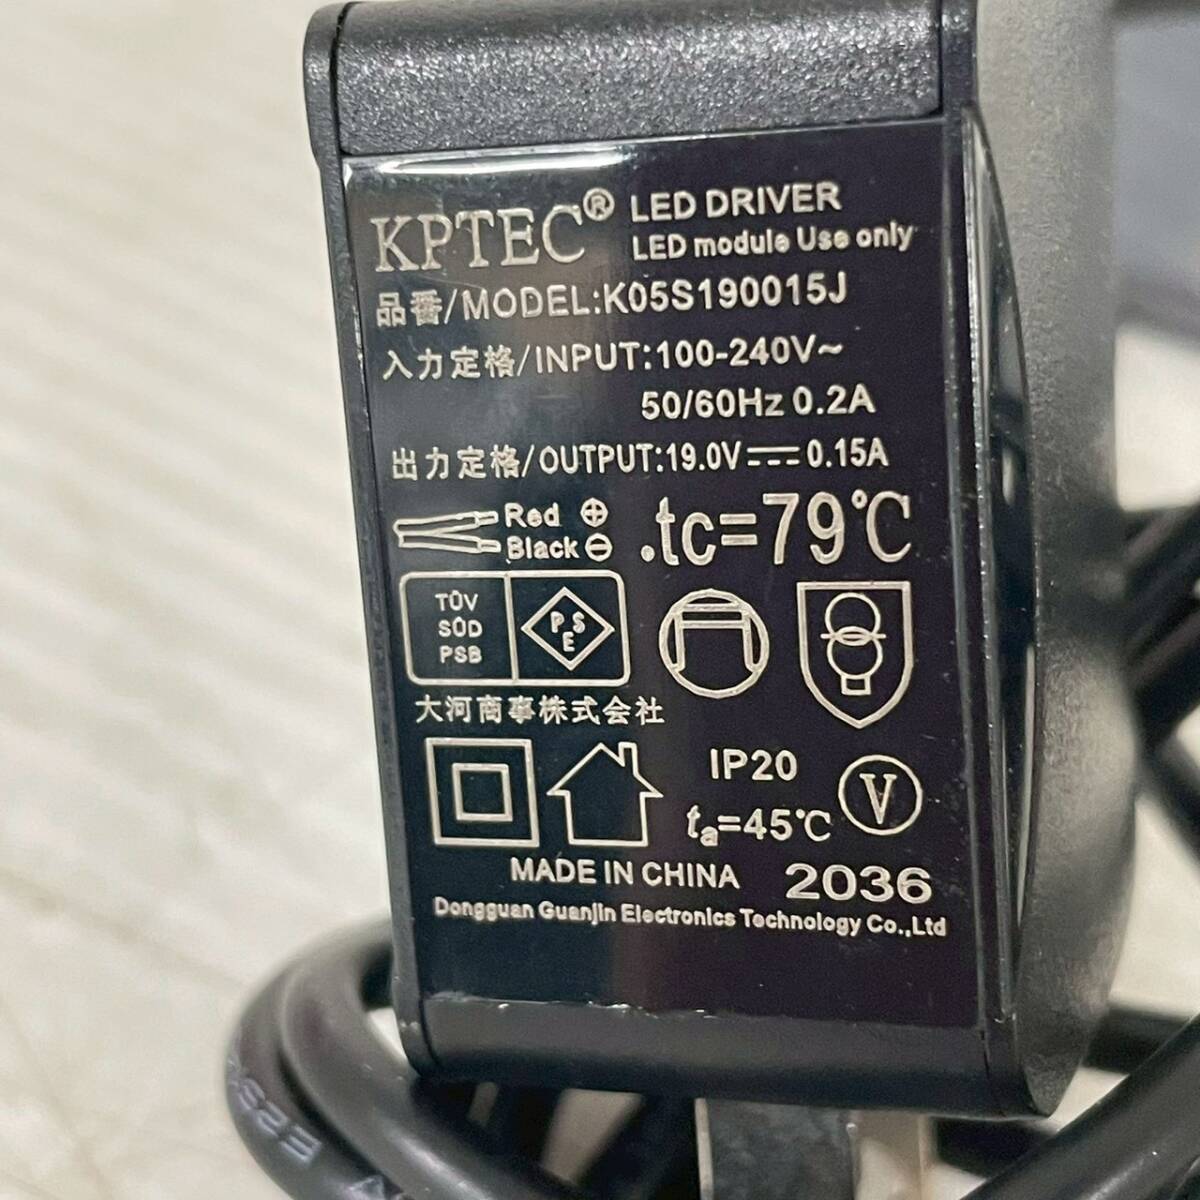 KPTEC® LED DRIVER
LED module Use only
品番/MODEL:K05S190015J
入力定格/INPUT:100-240V~
50/60Hz 0.2A
出力定格/OUTPUT:19.0V⎓0.15A
Red ⊕
Black ⊖
.tc=79℃
TÜV
SÜD
PSB
PSE
大河商事株式会社
IP20
ta=45℃
V
MADE IN CHINA 2036
Dongguan Guanjin Electronics Technology Co.,Ltd